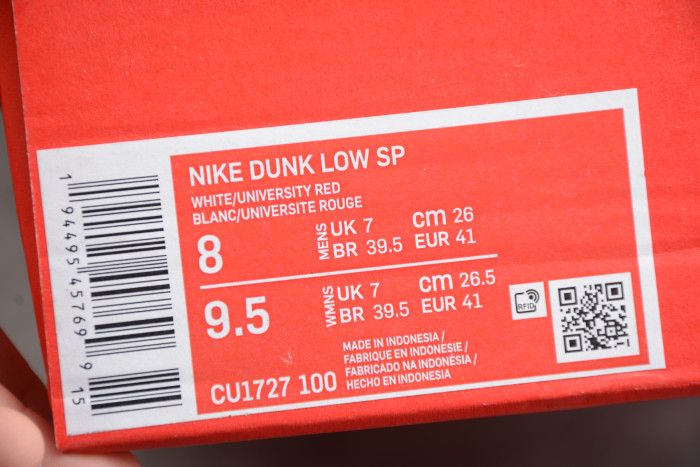 NIKE DUNK LOW SP
WHITE/UNIVERSITY RED
BLANC/UNIVERSITE ROUGE
8 MENS UK 7 cm 26
BR 39.5 EUR 41
9.5 WMNS UK 7 cm 26.5
BR 39.5 EUR 41
RFID
MADE IN INDONESIA/
FABRIQUE EN INDONESIE/
FABRICADO NA INDONÉSIA/
HECHO EN INDONESIA
CU1727 100
1 94495 45769 9 15